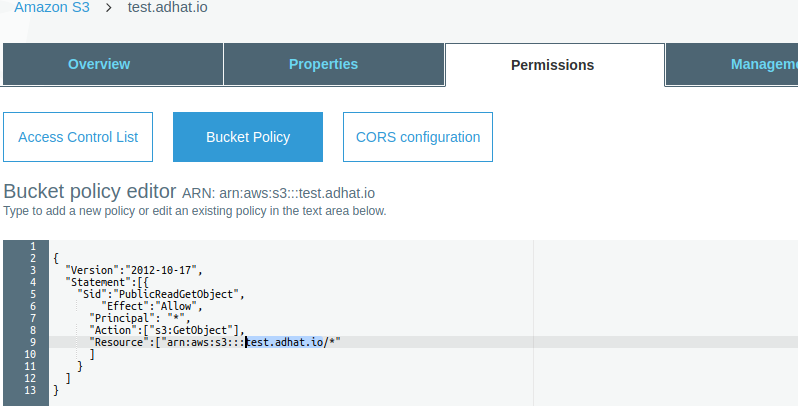 Amazon S3 > test.adhat.io
Overview Properties Permissions Manageme
Access Control List Bucket Policy CORS configuration
Bucket policy editor ARN: arn:aws:s3:::test.adhat.io
Type to add a new policy or edit an existing policy in the text area below.
1
2 {
3 "Version":"2012-10-17",
4 "Statement":[{
5 "Sid":"PublicReadGetObject",
6 "Effect":"Allow",
7 "Principal": "*",
8 "Action":["s3:GetObject"],
9 "Resource":["arn:aws:s3:::test.adhat.io/*"
10 ]
11 }
12 ]
13 }